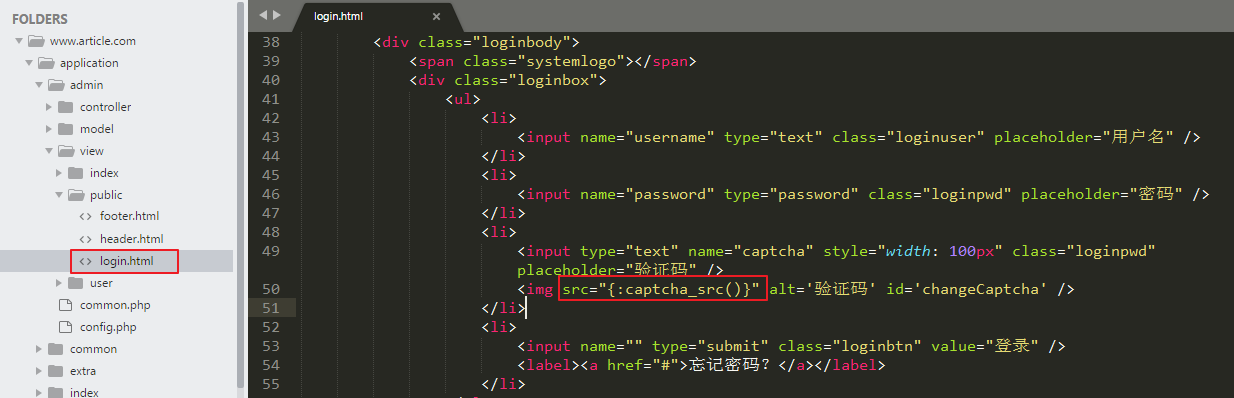 FOLDERS
www.article.com
application
admin
controller
model
view
index
public
footer.html
header.html
login.html
user
common.php
config.php
common
extra
index
login.html ×
38 <div class="loginbody">
39 <span class="systemlogo"></span>
40 <div class="loginbox">
41 <ul>
42 <li>
43 <input name="username" type="text" class="loginuser" placeholder="用户名" />
44 </li>
45 <li>
46 <input name="password" type="password" class="loginpwd" placeholder="密码" />
47 </li>
48 <li>
49 <input type="text" name="captcha" style="width: 100px" class="loginpwd"
placeholder="验证码" />
50 <img src="{:captcha_src()}" alt='验证码' id='changeCaptcha' />
51 </li>
52 <li>
53 <input name="" type="submit" class="loginbtn" value="登录" />
54 <label><a href="#">忘记密码？</a></label>
55 </li>